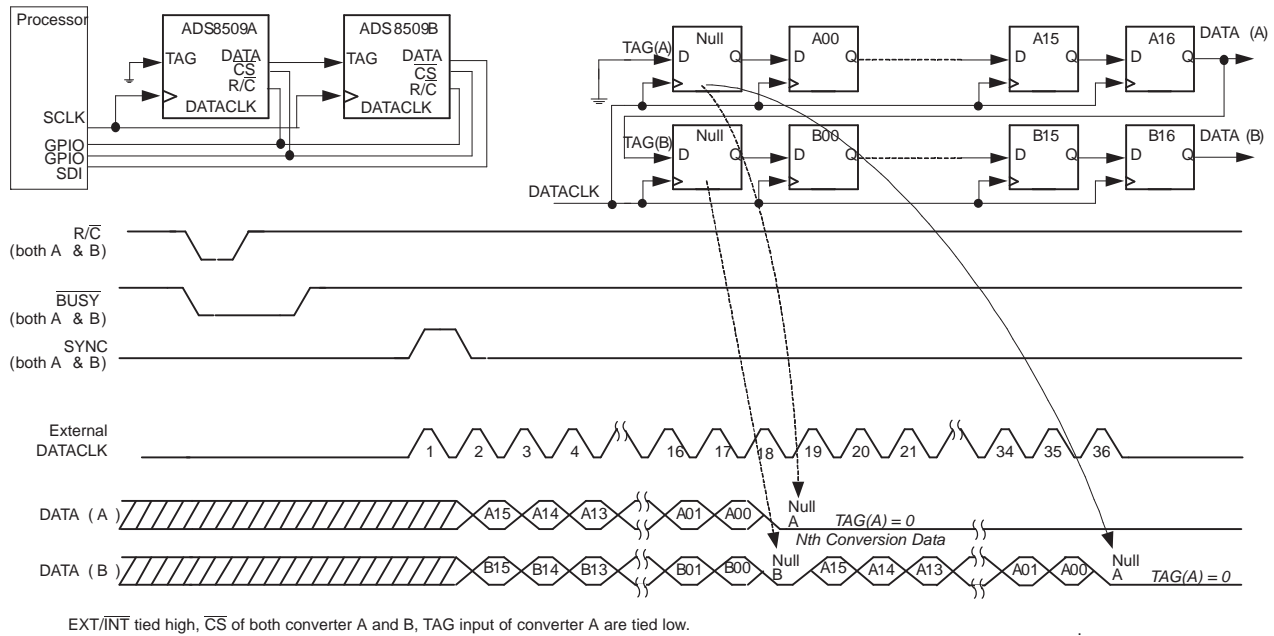 Processor
ADS8509A
TAG
DATA
CS
R/C
DATACLK
ADS8509B
TAG
DATA
CS
R/C
DATACLK
SCLK
GPIO
GPIO
SDI
TAG(A)
Null
D
Q
A00
D
Q
A15
D
Q
A16
D
Q
DATA (A)
TAG(B)
Null
D
Q
B00
D
Q
B15
D
Q
B16
D
Q
DATA (B)
DATACLK
R/C
(both A & B)
BUSY
(both A & B)
SYNC
(both A & B)
External
DATACLK
1 2 3 4 16 17 18 19 20 21 34 35 36
DATA (A)
A15 A14 A13 A01 A00
Null
A
TAG(A) = 0
Nth Conversion Data
DATA (B)
B15 B14 B13 B01 B00
Null
B
A15 A14 A13 A01 A00
Null
A
TAG(A) = 0
EXT/INT tied high, CS of both converter A and B, TAG input of converter A are tied low.